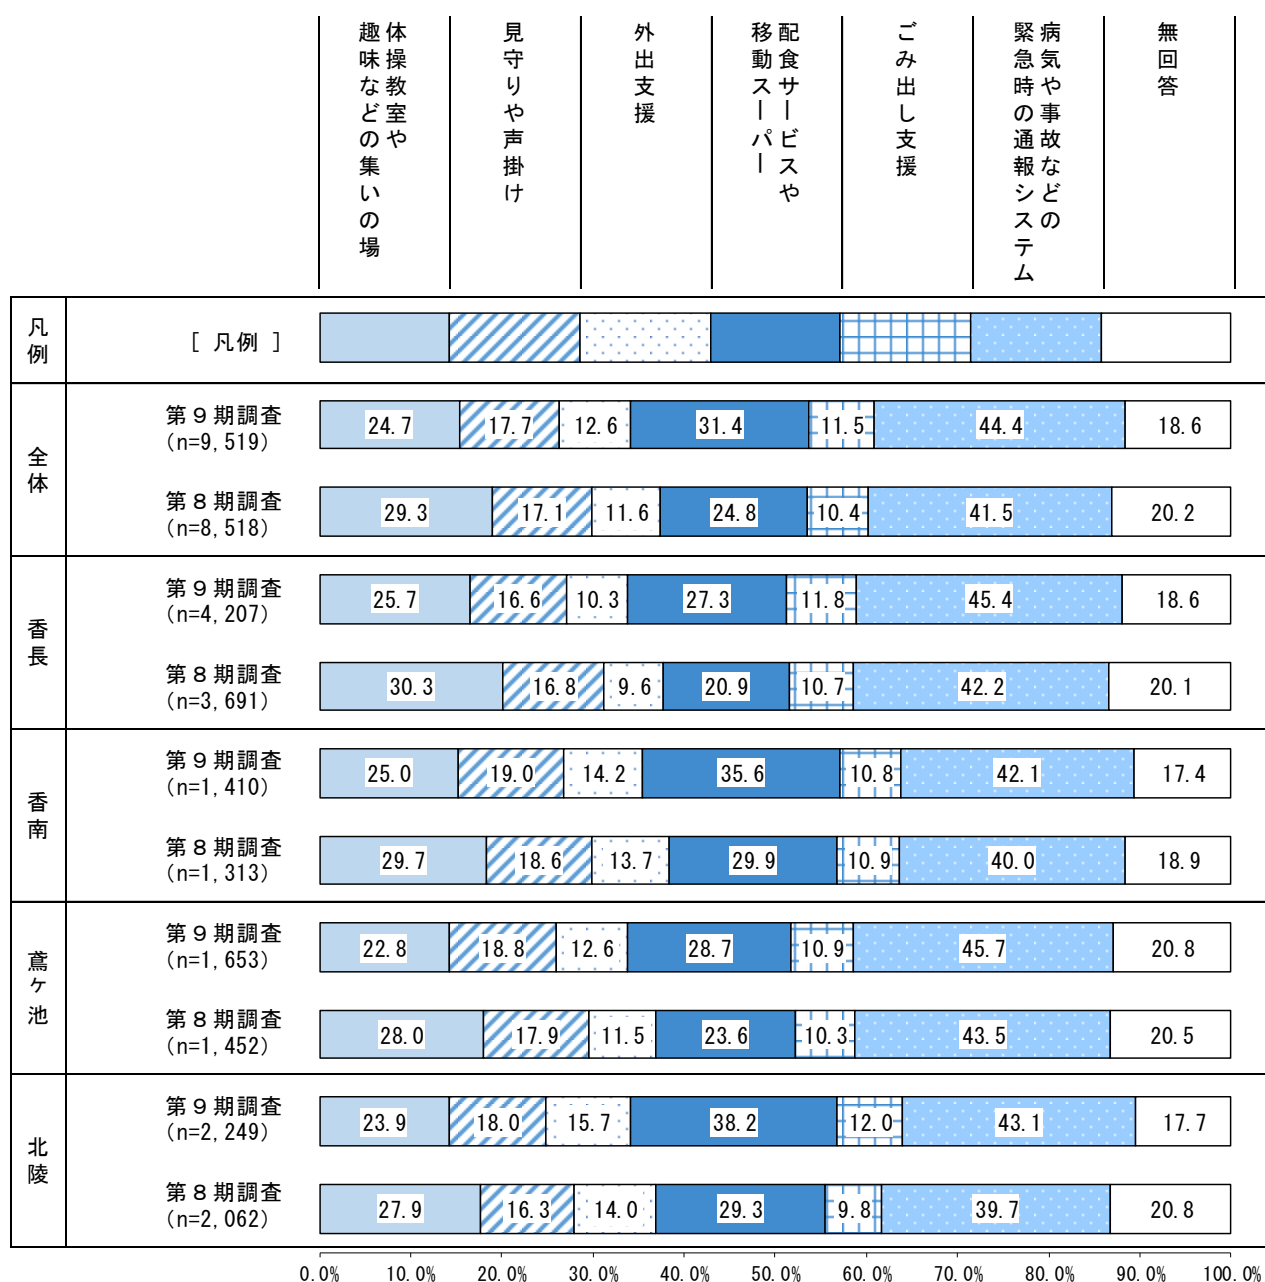 体操教室や
趣味などの集いの場
見守りや声掛け
外出支援
配食サービスや
移動スーパー
ごみ出し支援
病気や事故などの
緊急時の通報システム
無回答
凡例
[ 凡例 ]
全体
第９期調査
(n=9,519)
24.7 17.7 12.6 31.4 11.5 44.4 18.6
第８期調査
(n=8,518)
29.3 17.1 11.6 24.8 10.4 41.5 20.2
香長
第９期調査
(n=4,207)
25.7 16.6 10.3 27.3 11.8 45.4 18.6
第８期調査
(n=3,691)
30.3 16.8 9.6 20.9 10.7 42.2 20.1
香南
第９期調査
(n=1,410)
25.0 19.0 14.2 35.6 10.8 42.1 17.4
第８期調査
(n=1,313)
29.7 18.6 13.7 29.9 10.9 40.0 18.9
鳶ヶ池
第９期調査
(n=1,653)
22.8 18.8 12.6 28.7 10.9 45.7 20.8
第８期調査
(n=1,452)
28.0 17.9 11.5 23.6 10.3 43.5 20.5
北陵
第９期調査
(n=2,249)
23.9 18.0 15.7 38.2 12.0 43.1 17.7
第８期調査
(n=2,062)
27.9 16.3 14.0 29.3 9.8 39.7 20.8
0.0% 10.0% 20.0% 30.0% 40.0% 50.0% 60.0% 70.0% 80.0% 90.0% 100.0%